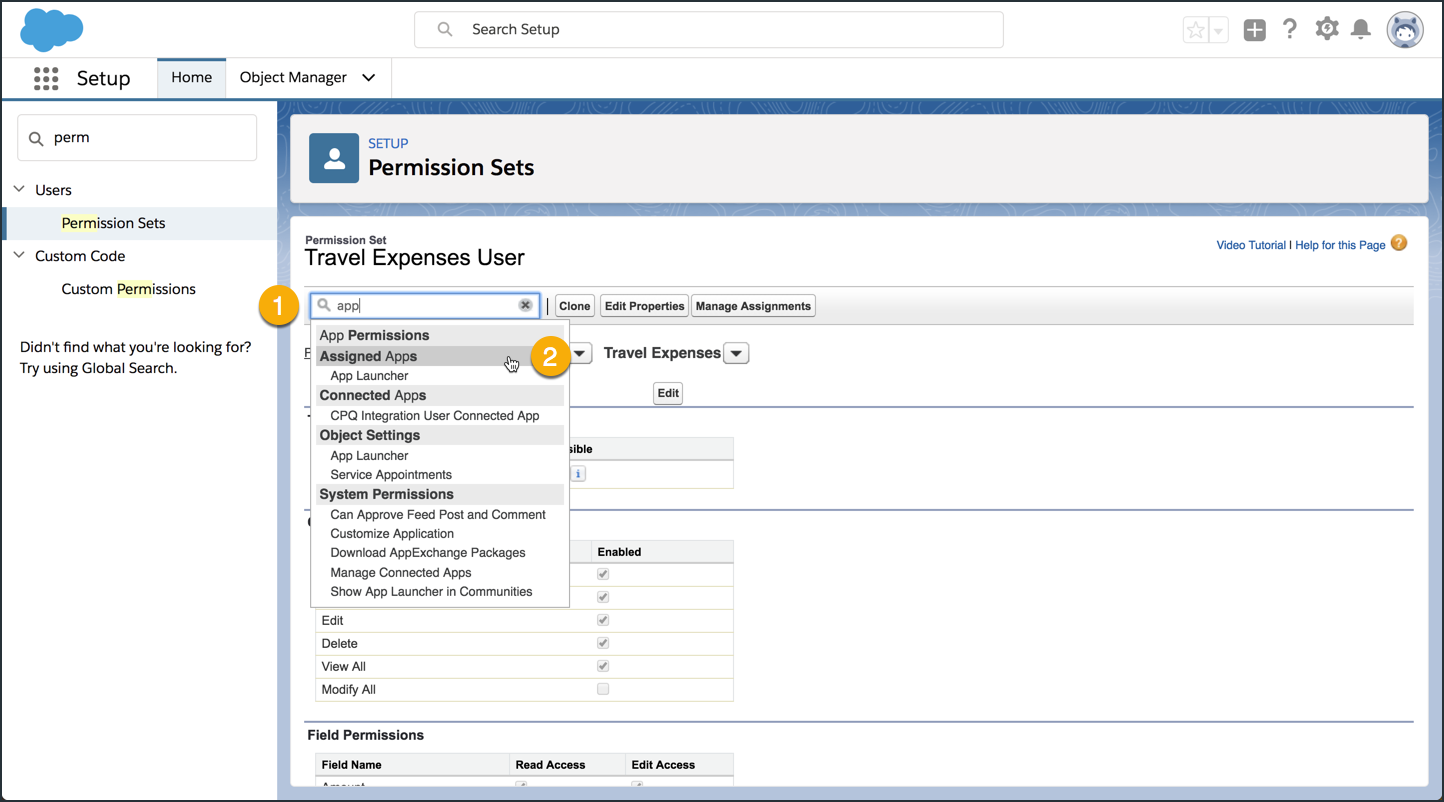 Search Setup
Setup
Home
Object Manager
perm
Users
Permission Sets
Custom Code
Custom Permissions
Didn't find what you're looking for?
Try using Global Search.
SETUP
Permission Sets
Permission Set
Travel Expenses User
Video Tutorial | Help for this Page
1
app
Clone
Edit Properties
Manage Assignments
App Permissions
Assigned Apps
2
Travel Expenses
App Launcher
Edit
Connected Apps
CPQ Integration User Connected App
Object Settings
App Launcher
Service Appointments
System Permissions
Can Approve Feed Post and Comment
Customize Application
Download AppExchange Packages
Manage Connected Apps
Show App Launcher in Communities
Enabled
Edit
Delete
View All
Modify All
Field Permissions
Field Name Read Access Edit Access